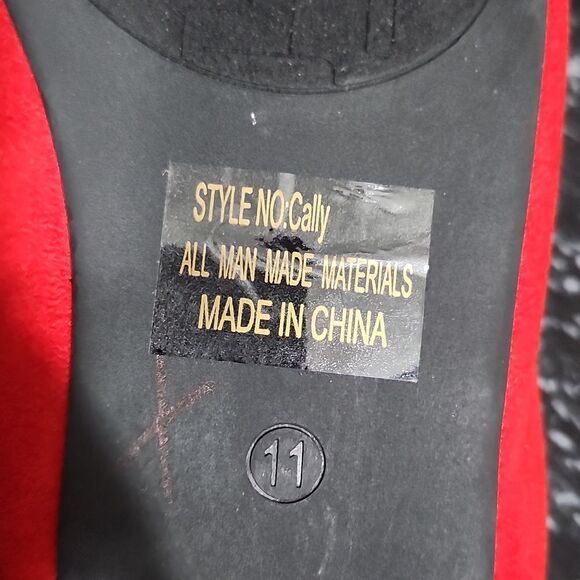 STYLE NO:Cally
ALL MAN MADE MATERIALS
MADE IN CHINA
11